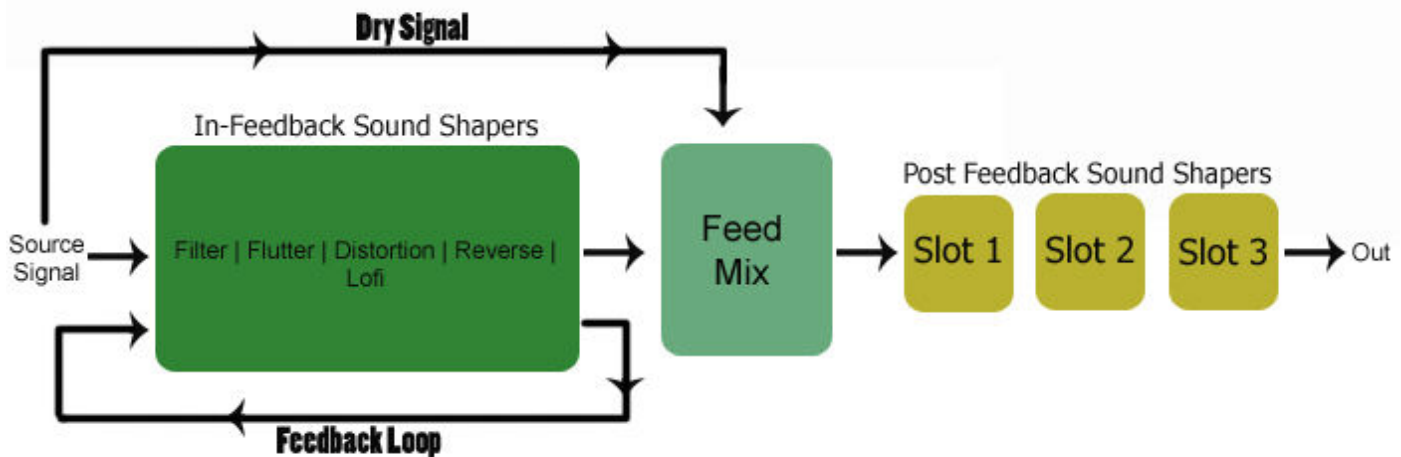 Dry Signal
In-Feedback Sound Shapers
Source
Signal
Filter | Flutter | Distortion | Reverse |
Lofi
Feed
Mix
Post Feedback Sound Shapers
Slot 1
Slot 2
Slot 3
Out
Feedback Loop